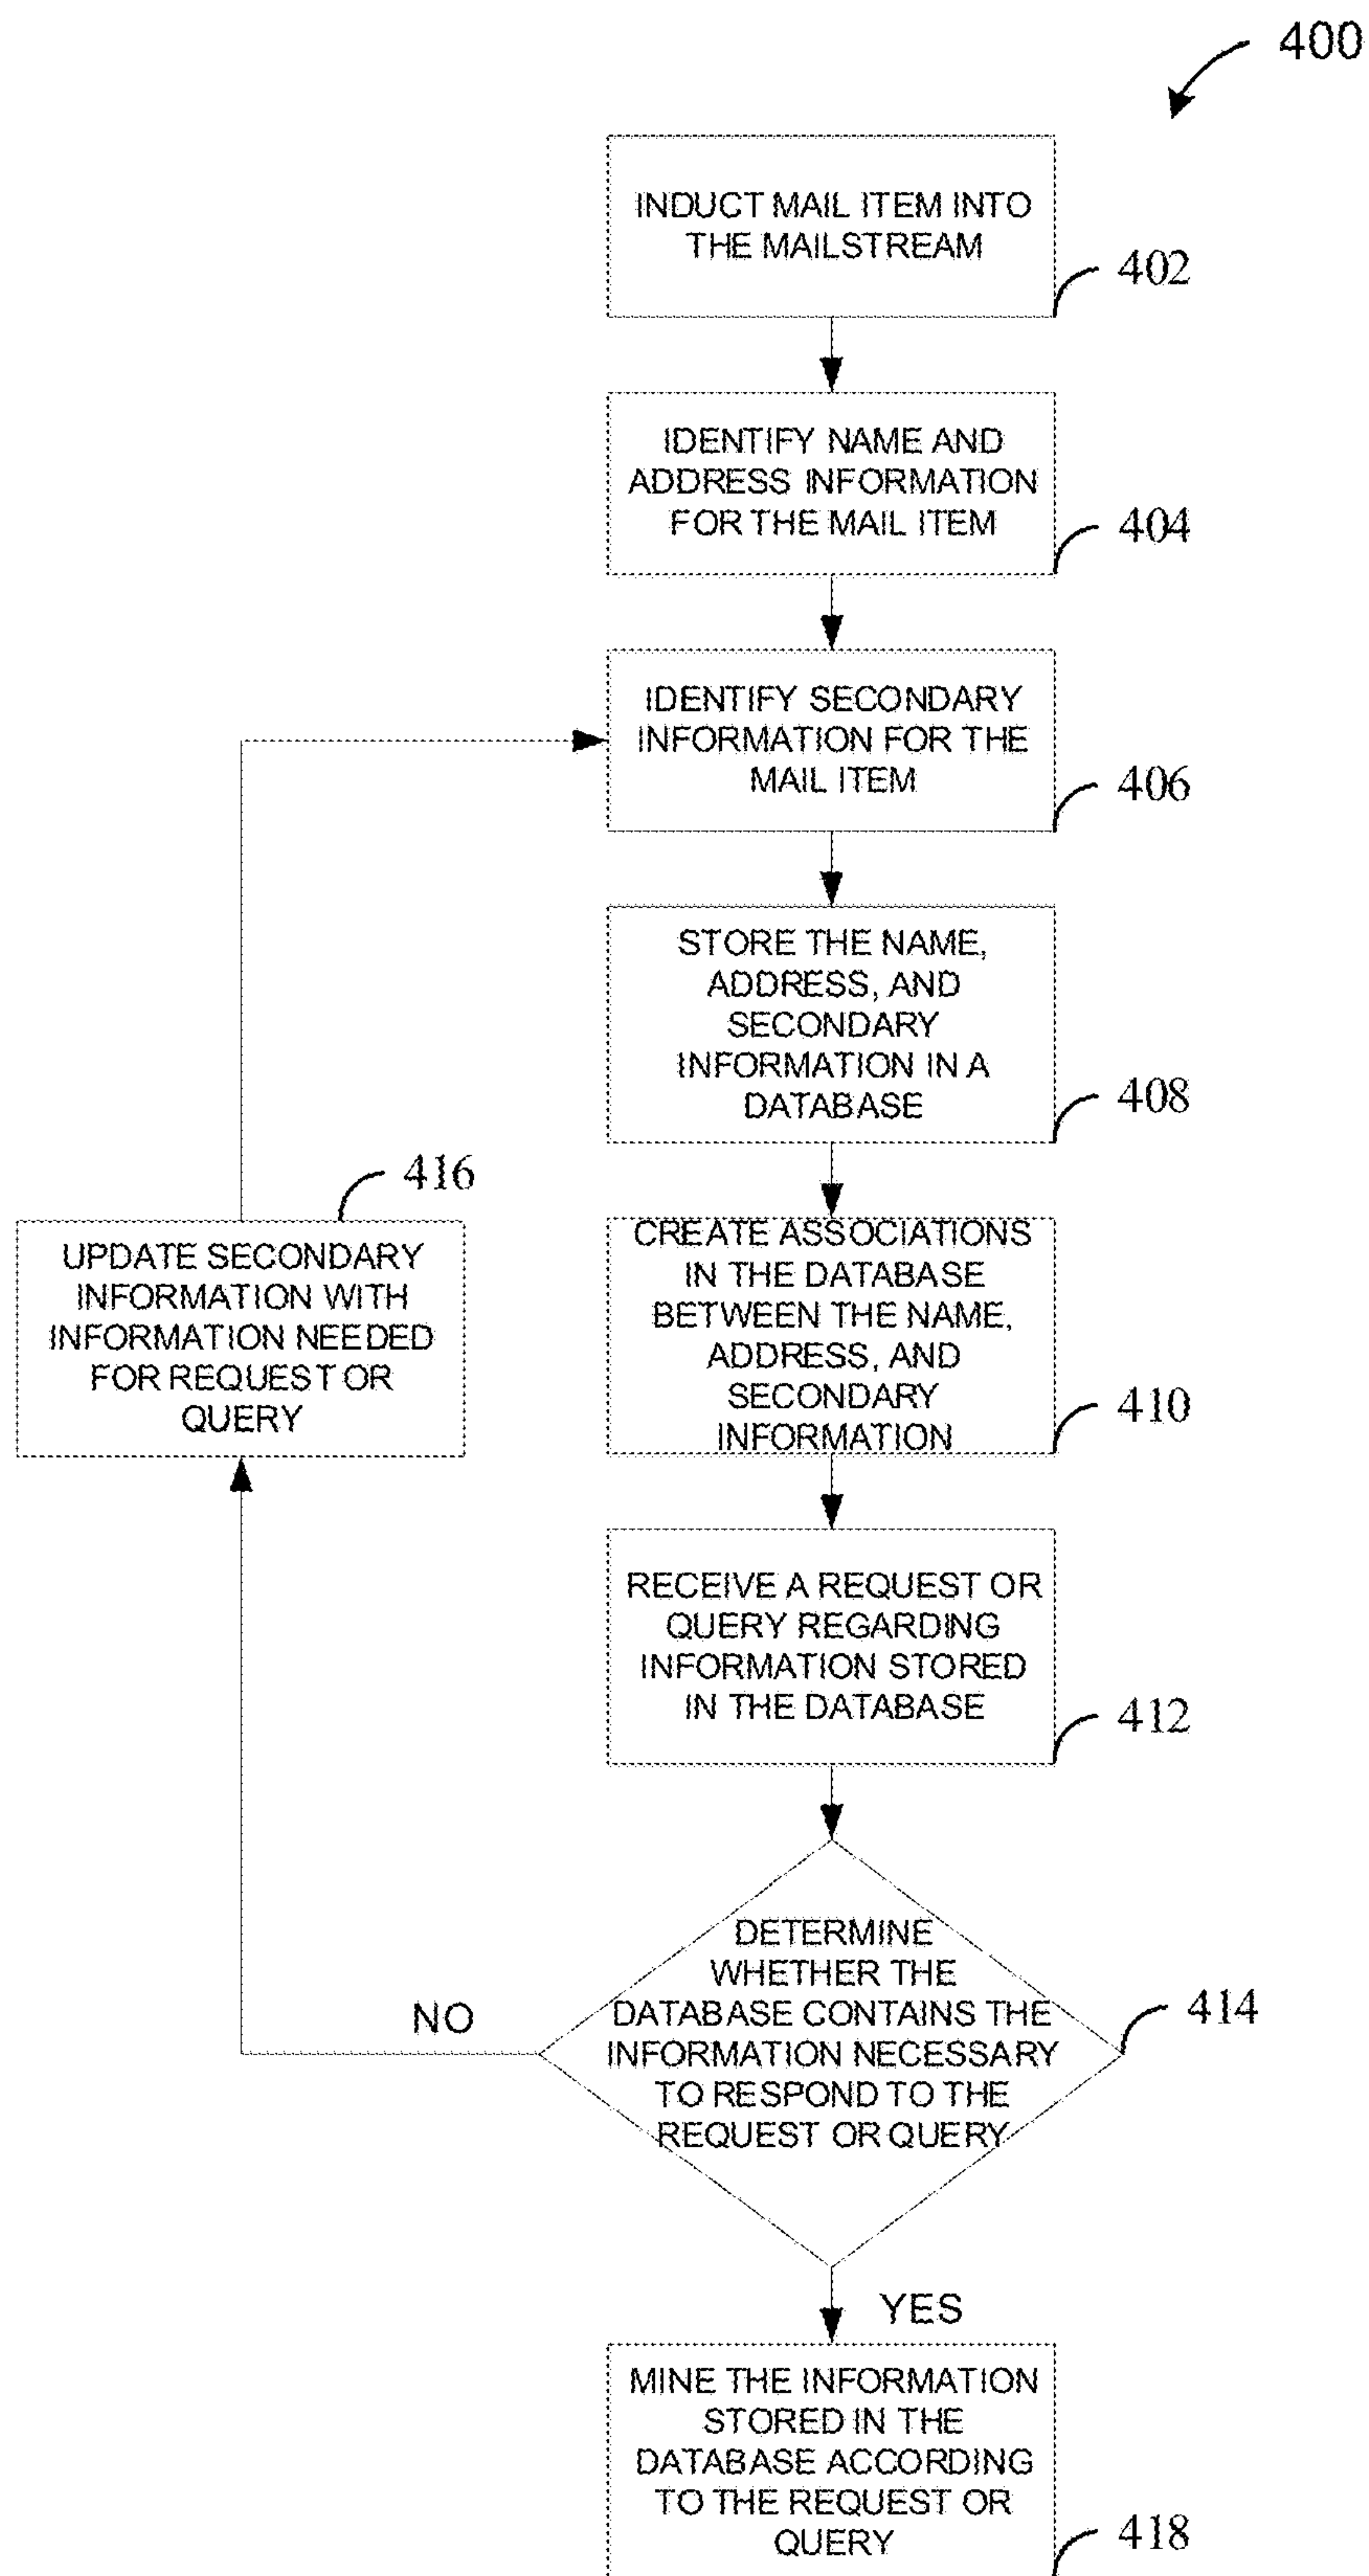 400
INDUCT MAIL ITEM INTO
THE MAILSTREAM
402
IDENTIFY NAME AND
ADDRESS INFORMATION
FOR THE MAIL ITEM
404
IDENTIFY SECONDARY
INFORMATION FOR THE
MAIL ITEM
406
STORE THE NAME,
ADDRESS, AND
SECONDARY
INFORMATION IN A
DATABASE
408
416
UPDATE SECONDARY
INFORMATION WITH
INFORMATION NEEDED
FOR REQUEST OR
QUERY
CREATE ASSOCIATIONS
IN THE DATABASE
BETWEEN THE NAME,
ADDRESS, AND
SECONDARY
INFORMATION
410
RECEIVE A REQUEST OR
QUERY REGARDING
INFORMATION STORED
IN THE DATABASE
412
DETERMINE
WHETHER THE
DATABASE CONTAINS THE
INFORMATION NECESSARY
TO RESPOND TO THE
REQUEST OR QUERY
414
NO
YES
MINE THE INFORMATION
STORED IN THE
DATABASE ACCORDING
TO THE REQUEST OR
QUERY
418